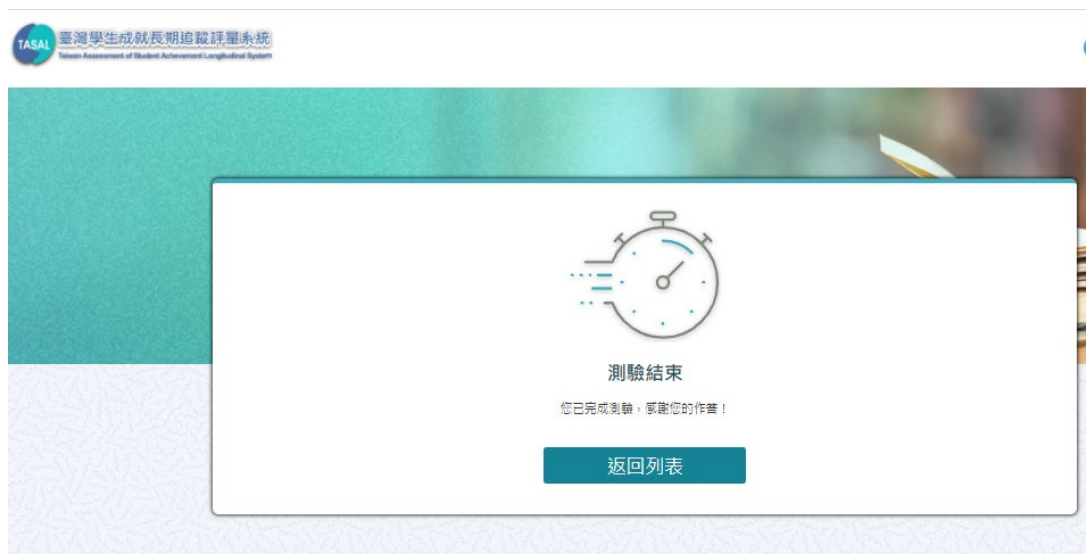 TASAL
臺灣學生成就長期追蹤評量系統
Taiwan Assessment of Student Achievement Longitudinal System
測驗結束
您已完成測驗，感謝您的作答！
返回列表